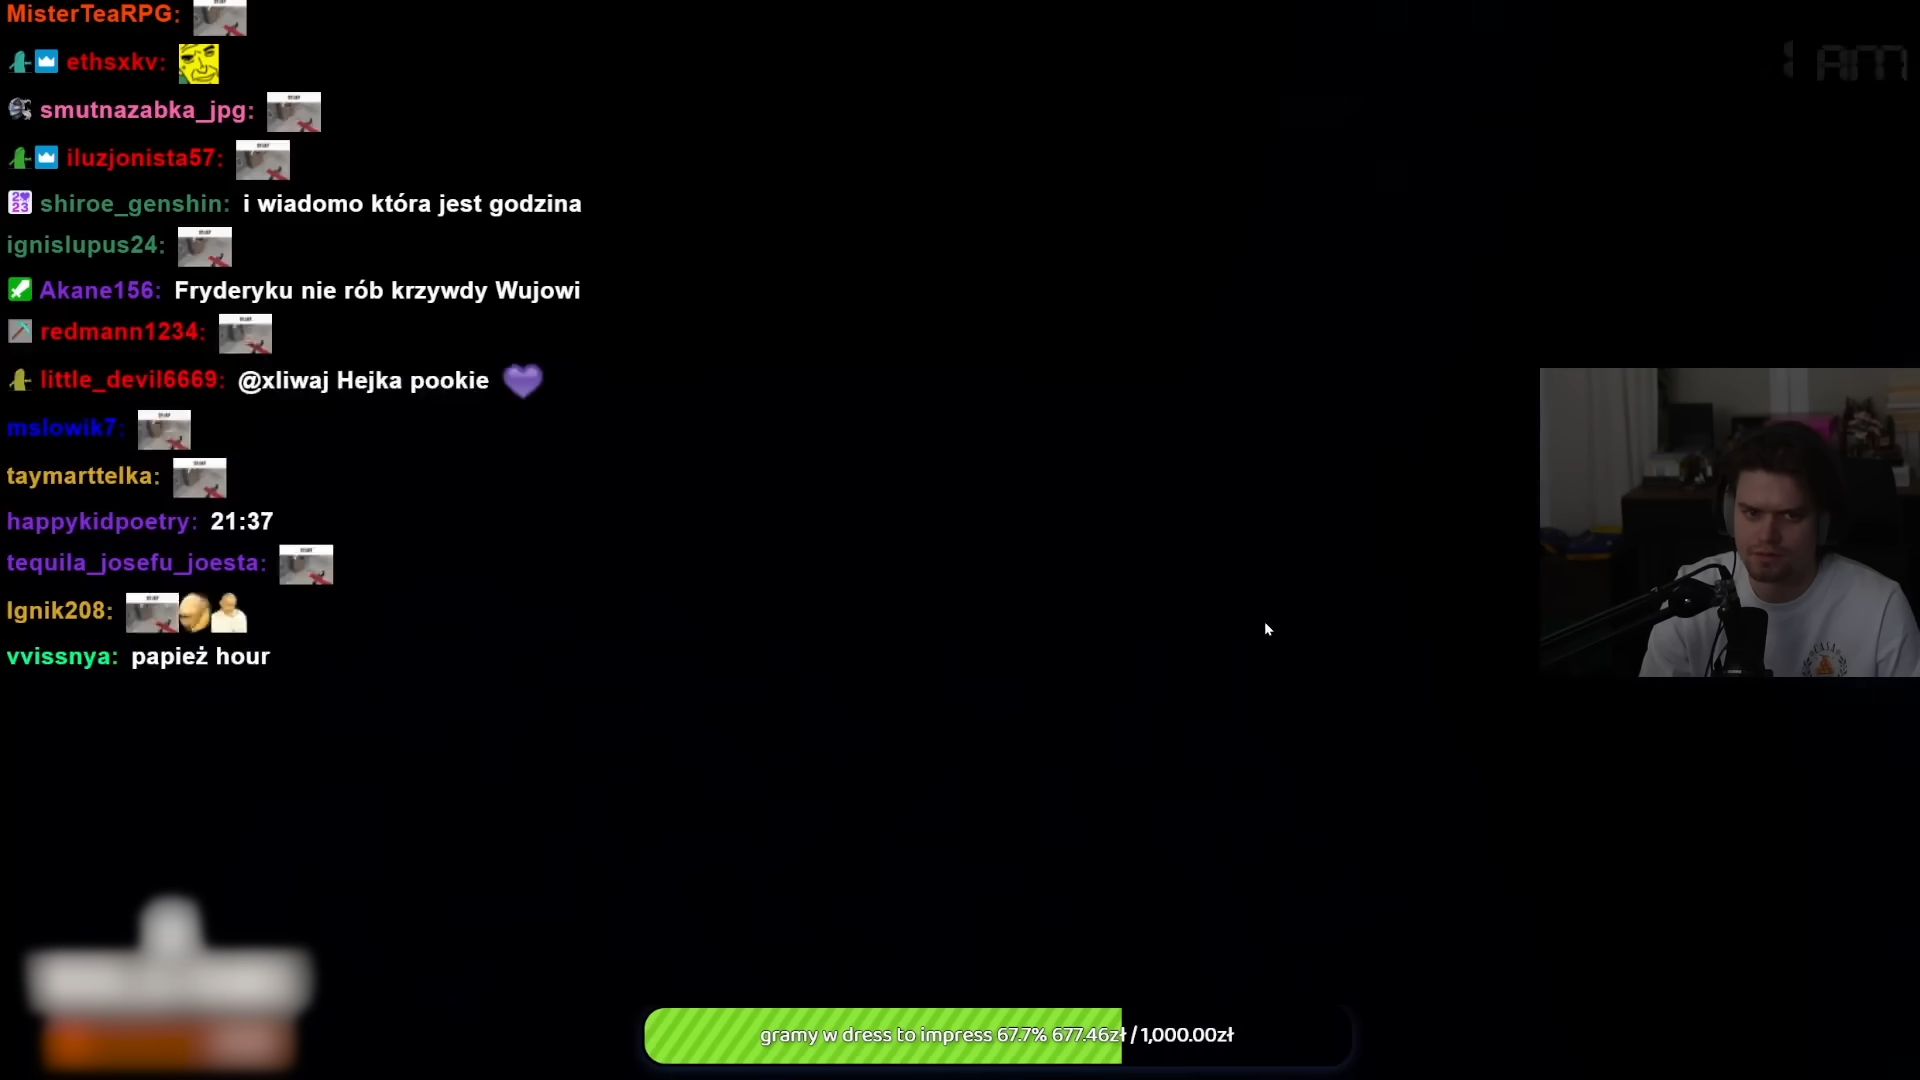 MisterTeaRPG:
AM
ethsxkv:
smutnazabka_jpg:
iluzjonista57:
shiroe_genshin: i wiadomo która jest godzina
ignislupus24:
Akane156: Fryderyku nie rób krzywdy Wujowi
redmann1234:
little_devil6669: @xliwaj Hejka pookie
mslowik7:
taymarttelka:
happykidpoetry: 21:37
tequila_josefu_joesta:
Ignik208:
vvissnya: papież hour
gramy w dress to impress 67.7% 677.46zł / 1,000.00zł